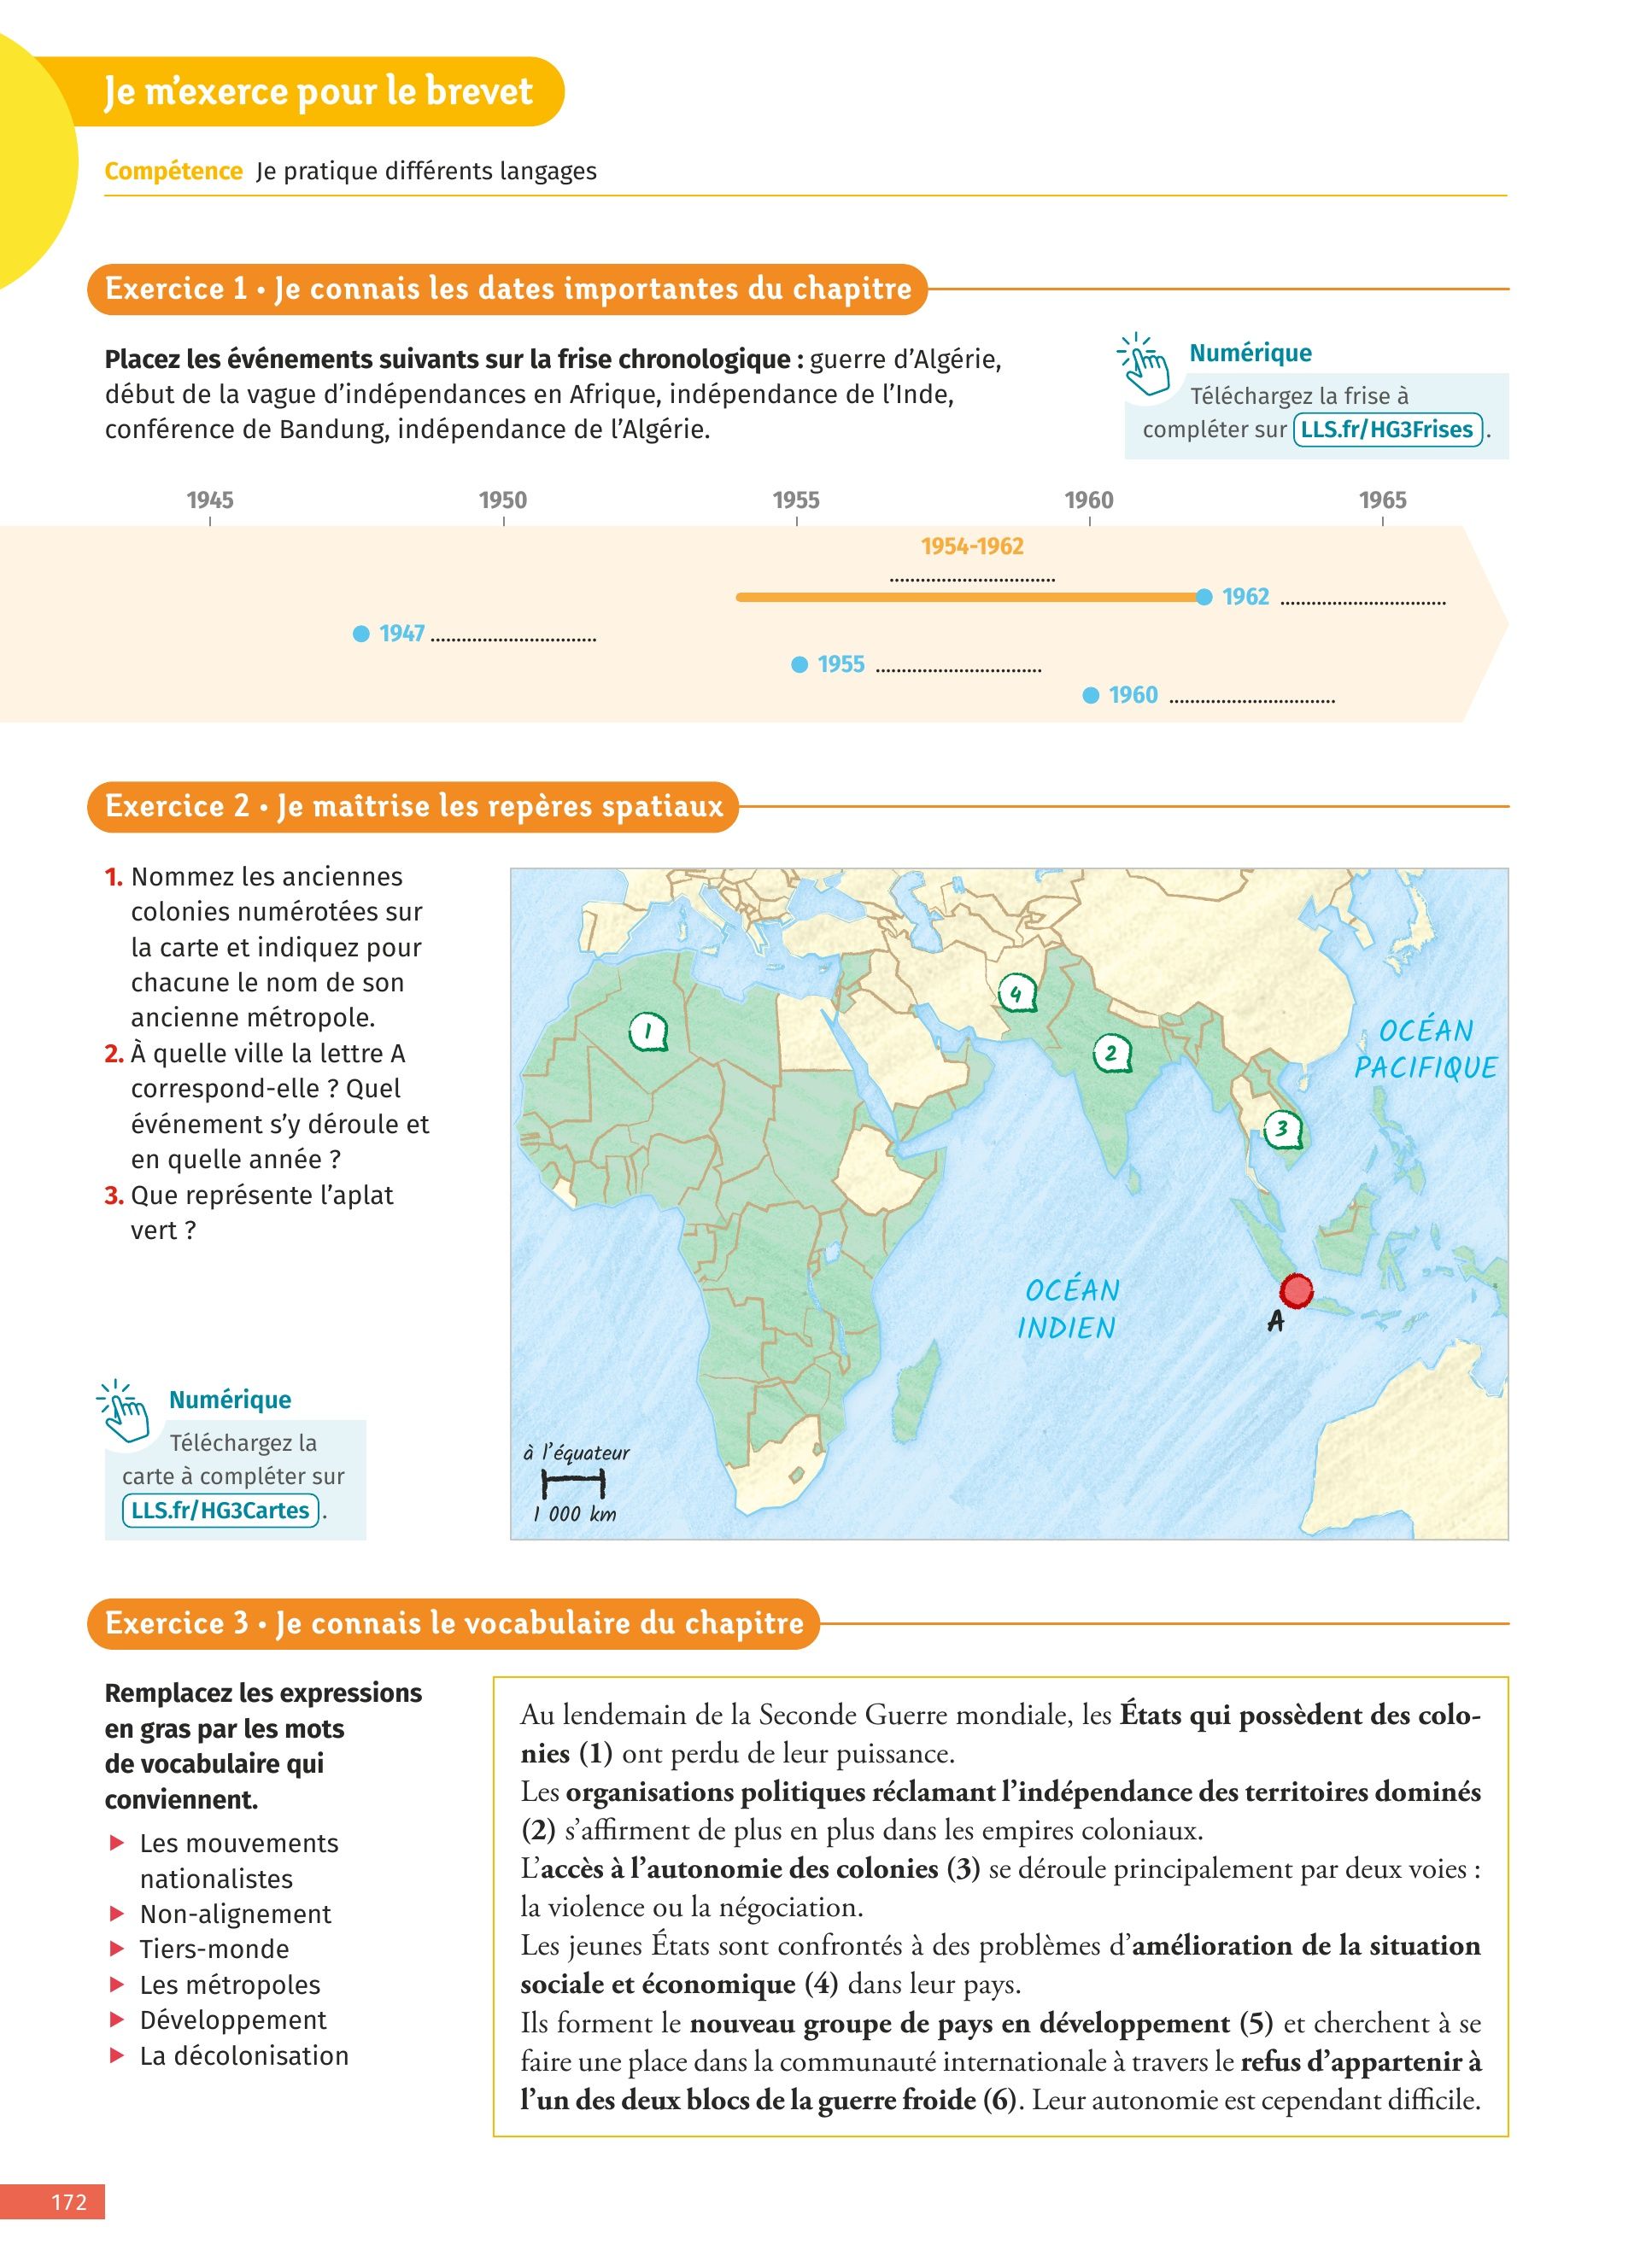 Je m'exerce pour le brevet
Compétence Je pratique différents langages
Exercice 1 • Je connais les dates importantes du chapitre
Placez les événements suivants sur la frise chronologique : guerre d'Algérie,
début de la vague d'indépendances en Afrique, indépendance de l'Inde,
conférence de Bandung, indépendance de l'Algérie.
Numérique
Téléchargez la frise à
compléter sur LLS.fr/HG3Frises .
1945 1950 1955 1960 1965
1954-1962
................................
1962 ................................
1947 ................................
1955 ................................
1960 ................................
Exercice 2 • Je maîtrise les repères spatiaux
1. Nommez les anciennes
colonies numérotées sur
la carte et indiquez pour
chacune le nom de son
ancienne métropole.
2. À quelle ville la lettre A
correspond-elle ? Quel
événement s'y déroule et
en quelle année ?
3. Que représente l'aplat
vert ?
Numérique
Téléchargez la
carte à compléter sur
LLS.fr/HG3Cartes .
4
1
2
3
OCÉAN
PACIFIQUE
OCÉAN
INDIEN
A
à l'équateur
1 000 km
Exercice 3 • Je connais le vocabulaire du chapitre
Remplacez les expressions
en gras par les mots
de vocabulaire qui
conviennent.
▶ Les mouvements
nationalistes
▶ Non-alignement
▶ Tiers-monde
▶ Les métropoles
▶ Développement
▶ La décolonisation
Au lendemain de la Seconde Guerre mondiale, les États qui possèdent des colo-
nies (1) ont perdu de leur puissance.
Les organisations politiques réclamant l'indépendance des territoires dominés
(2) s'affirment de plus en plus dans les empires coloniaux.
L'accès à l'autonomie des colonies (3) se déroule principalement par deux voies :
la violence ou la négociation.
Les jeunes États sont confrontés à des problèmes d'amélioration de la situation
sociale et économique (4) dans leur pays.
Ils forment le nouveau groupe de pays en développement (5) et cherchent à se
faire une place dans la communauté internationale à travers le refus d'appartenir à
l'un des deux blocs de la guerre froide (6). Leur autonomie est cependant difficile.
172